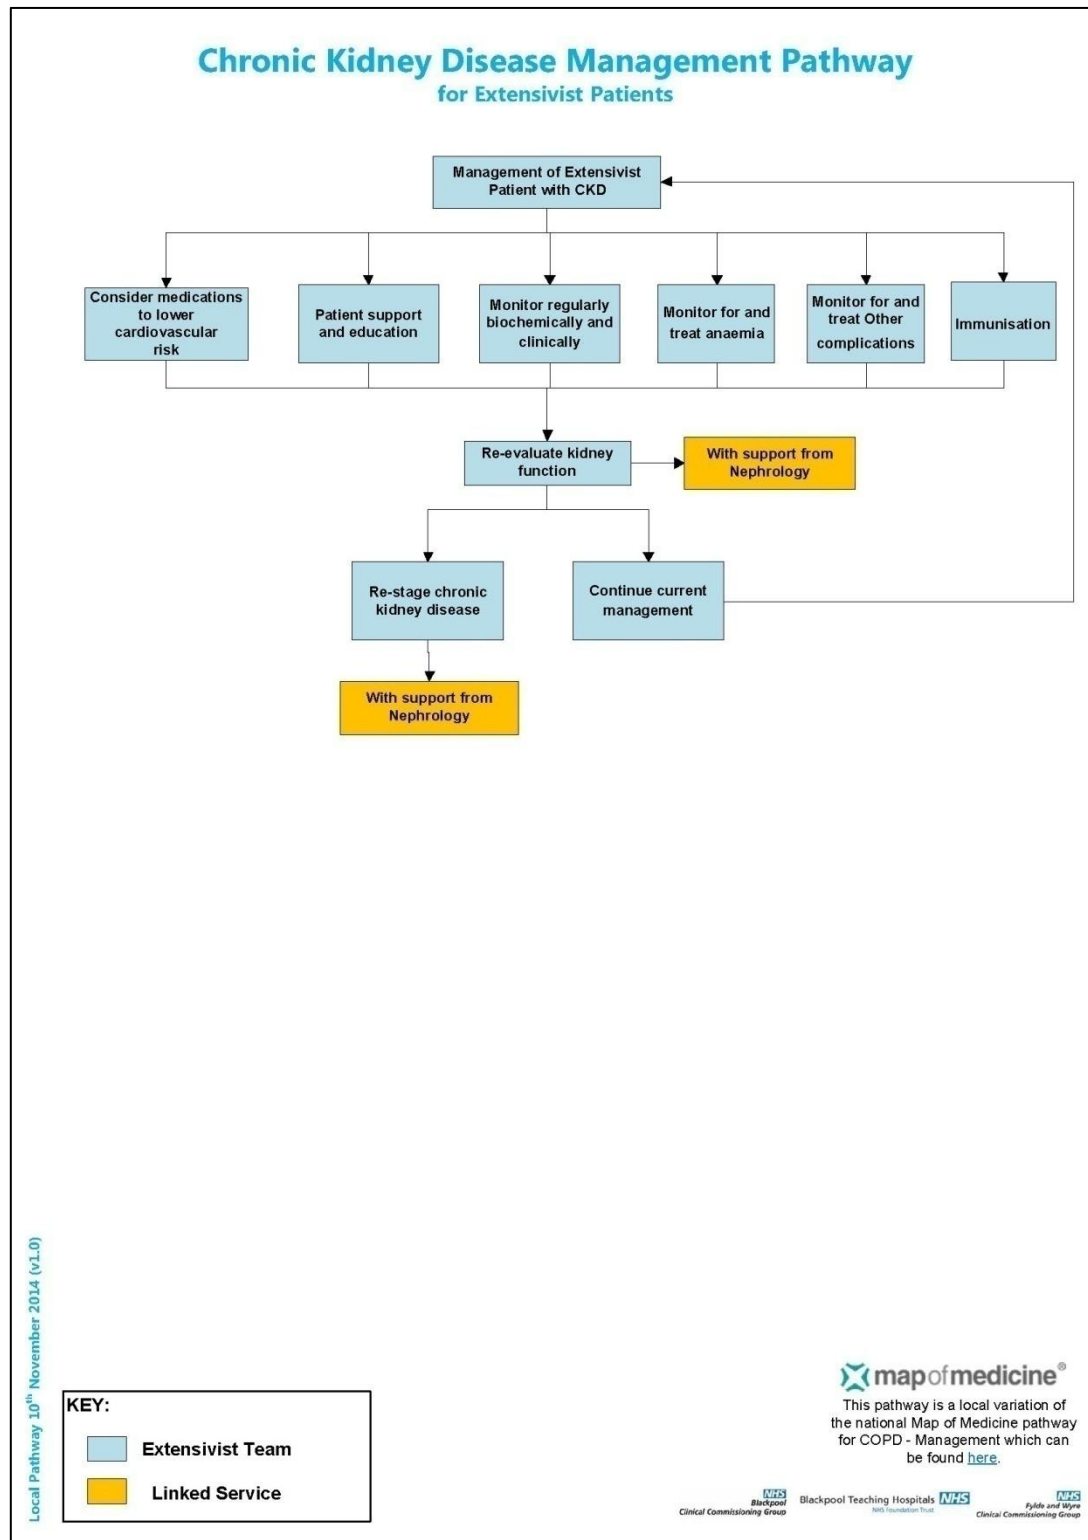 Chronic Kidney Disease Management Pathway
for Extensivist Patients
Management of Extensivist
Patient with CKD
Consider medications
to lower
cardiovascular
risk
Patient support
and education
Monitor regularly
biochemically and
clinically
Monitor for and
treat anaemia
Monitor for and
treat Other
complications
Immunisation
Re-evaluate kidney
function
With support from
Nephrology
Re-stage chronic
kidney disease
Continue current
management
With support from
Nephrology
Local Pathway 10th November 2014 (v1.0)
KEY:
Extensivist Team
Linked Service
mapofmedicine®
This pathway is a local variation of
the national Map of Medicine pathway
for COPD - Management which can
be found here.
NHS
Blackpool
Clinical Commissioning Group
Blackpool Teaching Hospitals NHS
NHS Foundation Trust
NHS
Fylde and Wyre
Clinical Commissioning Group